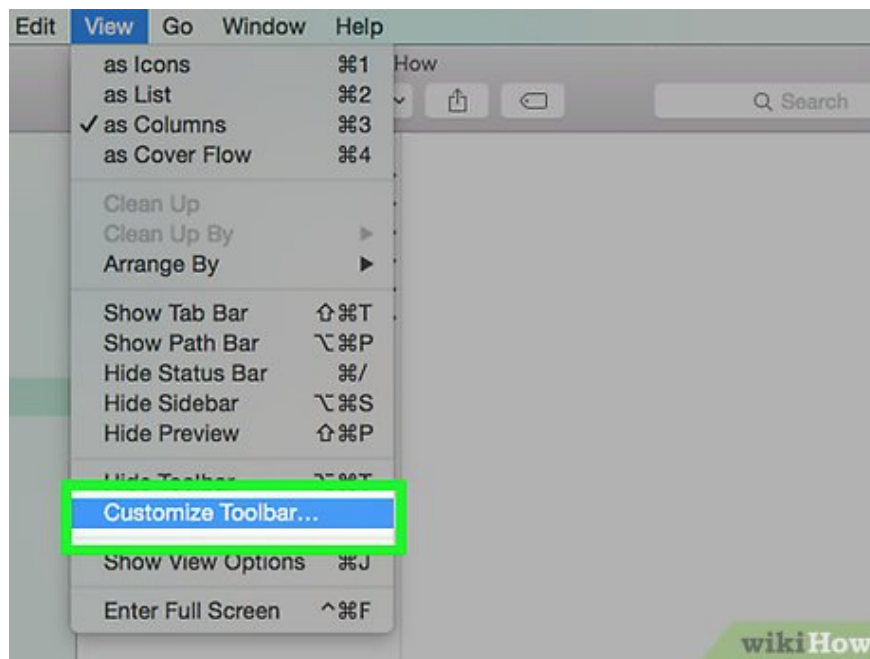 Edit View Go Window Help
How
Search
as Icons ⌘1
as List ⌘2
✓ as Columns ⌘3
as Cover Flow ⌘4
Clean Up
Clean Up By ▶
Arrange By ▶
Show Tab Bar ⇧⌘T
Show Path Bar ⌥⌘P
Hide Status Bar ⌘/
Hide Sidebar ⌥⌘S
Hide Preview ⇧⌘P
Hide Toolbar ⌥⌘T
Customize Toolbar...
Show View Options ⌘J
Enter Full Screen ^⌘F
wikiHow